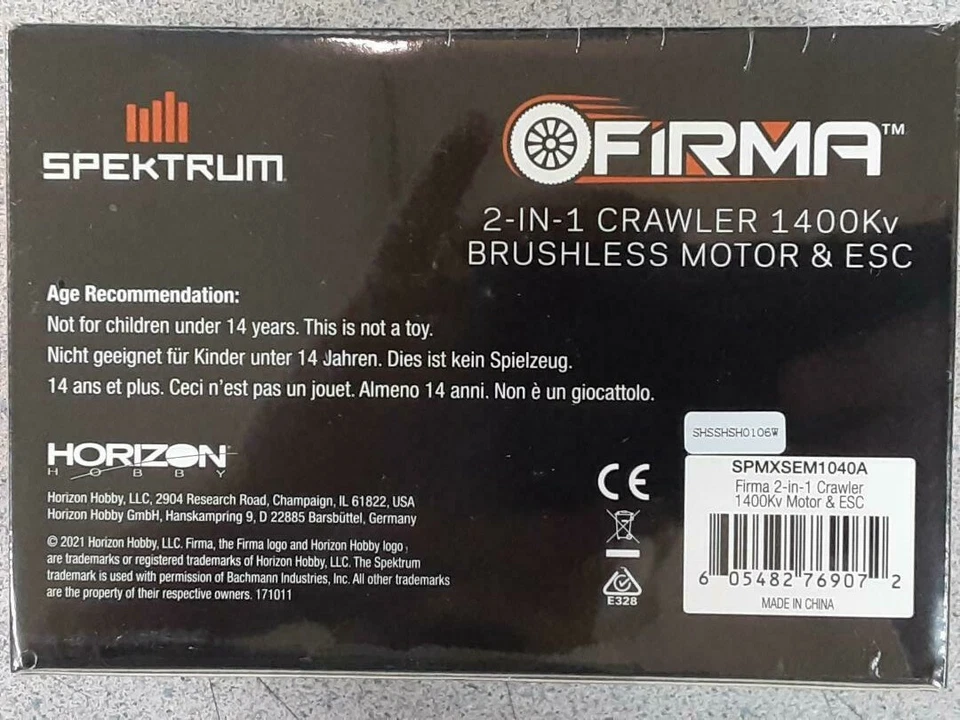 SPEKTRUM
FiRMA™
2-IN-1 CRAWLER 1400Kv
BRUSHLESS MOTOR & ESC
Age Recommendation:
Not for children under 14 years. This is not a toy.
Nicht geeignet für Kinder unter 14 Jahren. Dies ist kein Spielzeug.
14 ans et plus. Ceci n'est pas un jouet. Almeno 14 anni. Non è un giocattolo.
HORIZON
HOBBY
Horizon Hobby, LLC, 2904 Research Road, Champaign, IL 61822, USA
Horizon Hobby GmbH, Hanskampring 9, D 22885 Barsbüttel, Germany
© 2021 Horizon Hobby, LLC. Firma, the Firma logo and Horizon Hobby logo
are trademarks or registered trademarks of Horizon Hobby, LLC. The Spektrum
trademark is used with permission of Bachmann Industries, Inc. All other trademarks
are the property of their respective owners. 171011
CE
E328
SHSSHSH0106W
SPMXSEM1040A
Firma 2-in-1 Crawler
1400Kv Motor & ESC
6 05482 76907 2
MADE IN CHINA